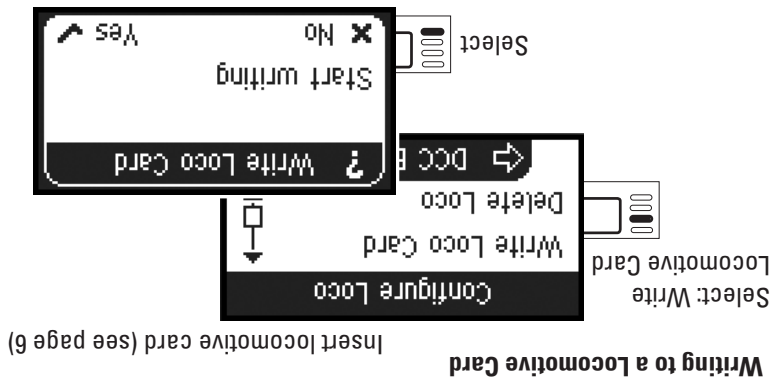 Writing to a Locomotive Card
Insert locomotive card (see page 6)
Select: Write
Locomotive Card
Configure Loco
Write Loco Card
Delete Loco
DCC
? Write Loco Card
Start writing
No Yes
Select